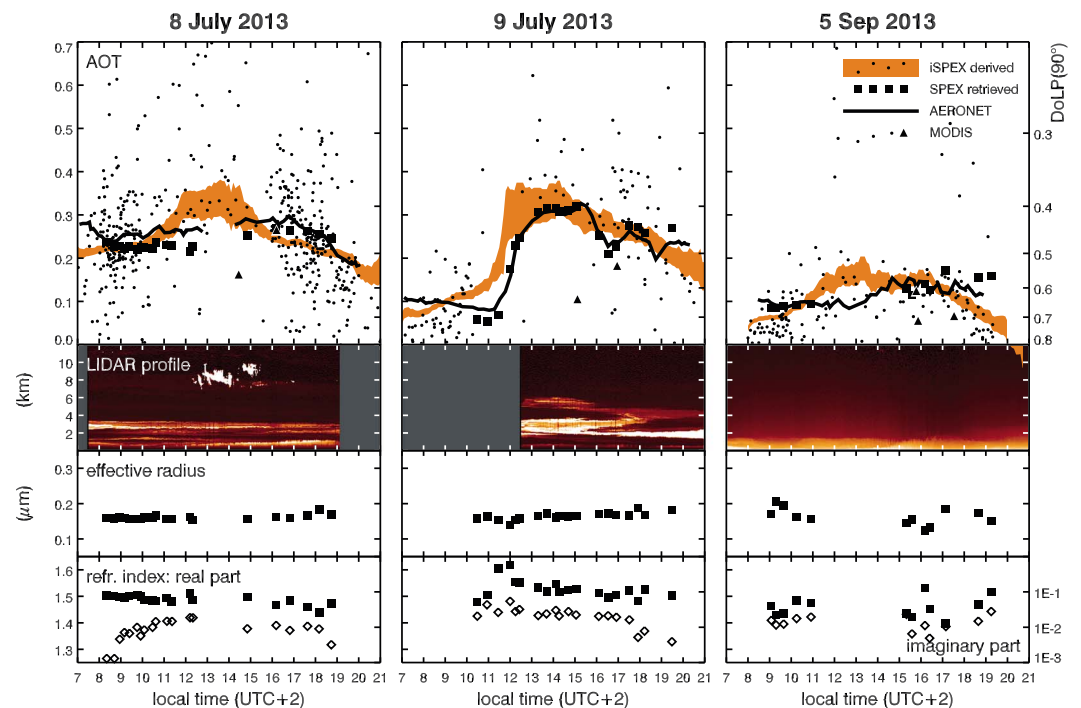 8 July 2013 9 July 2013 5 Sep 2013
0.7
AOT
iSPEX derived
SPEX retrieved
AERONET
MODIS
DoLP(90°)
0.6
0.5
0.4
0.3
0.2
0.1
0.0
0.3
0.4
0.5
0.6
0.7
0.8
LIDAR profile
(km)
10
8
6
4
2
effective radius
(μm)
0.3
0.2
0.1
refr. index: real part
imaginary part
1.6
1.5
1.4
1.3
1E-1
1E-2
1E-3
7 8 9 10 11 12 13 14 15 16 17 18 19 20 21
7 8 9 10 11 12 13 14 15 16 17 18 19 20 21
7 8 9 10 11 12 13 14 15 16 17 18 19 20 21
local time (UTC+2) local time (UTC+2) local time (UTC+2)